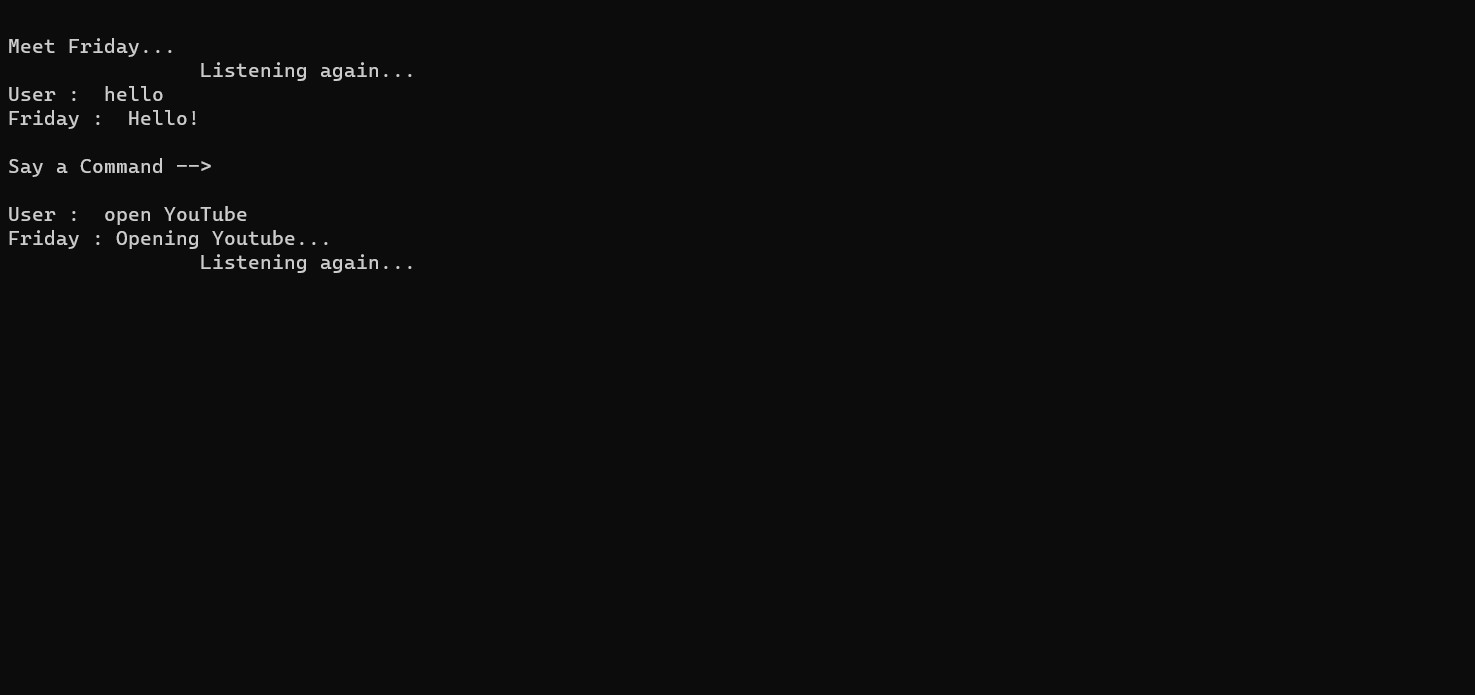 Meet Friday...
Listening again...
User :  hello
Friday :  Hello!
Say a Command -->
User :  open YouTube
Friday : Opening Youtube...
Listening again...